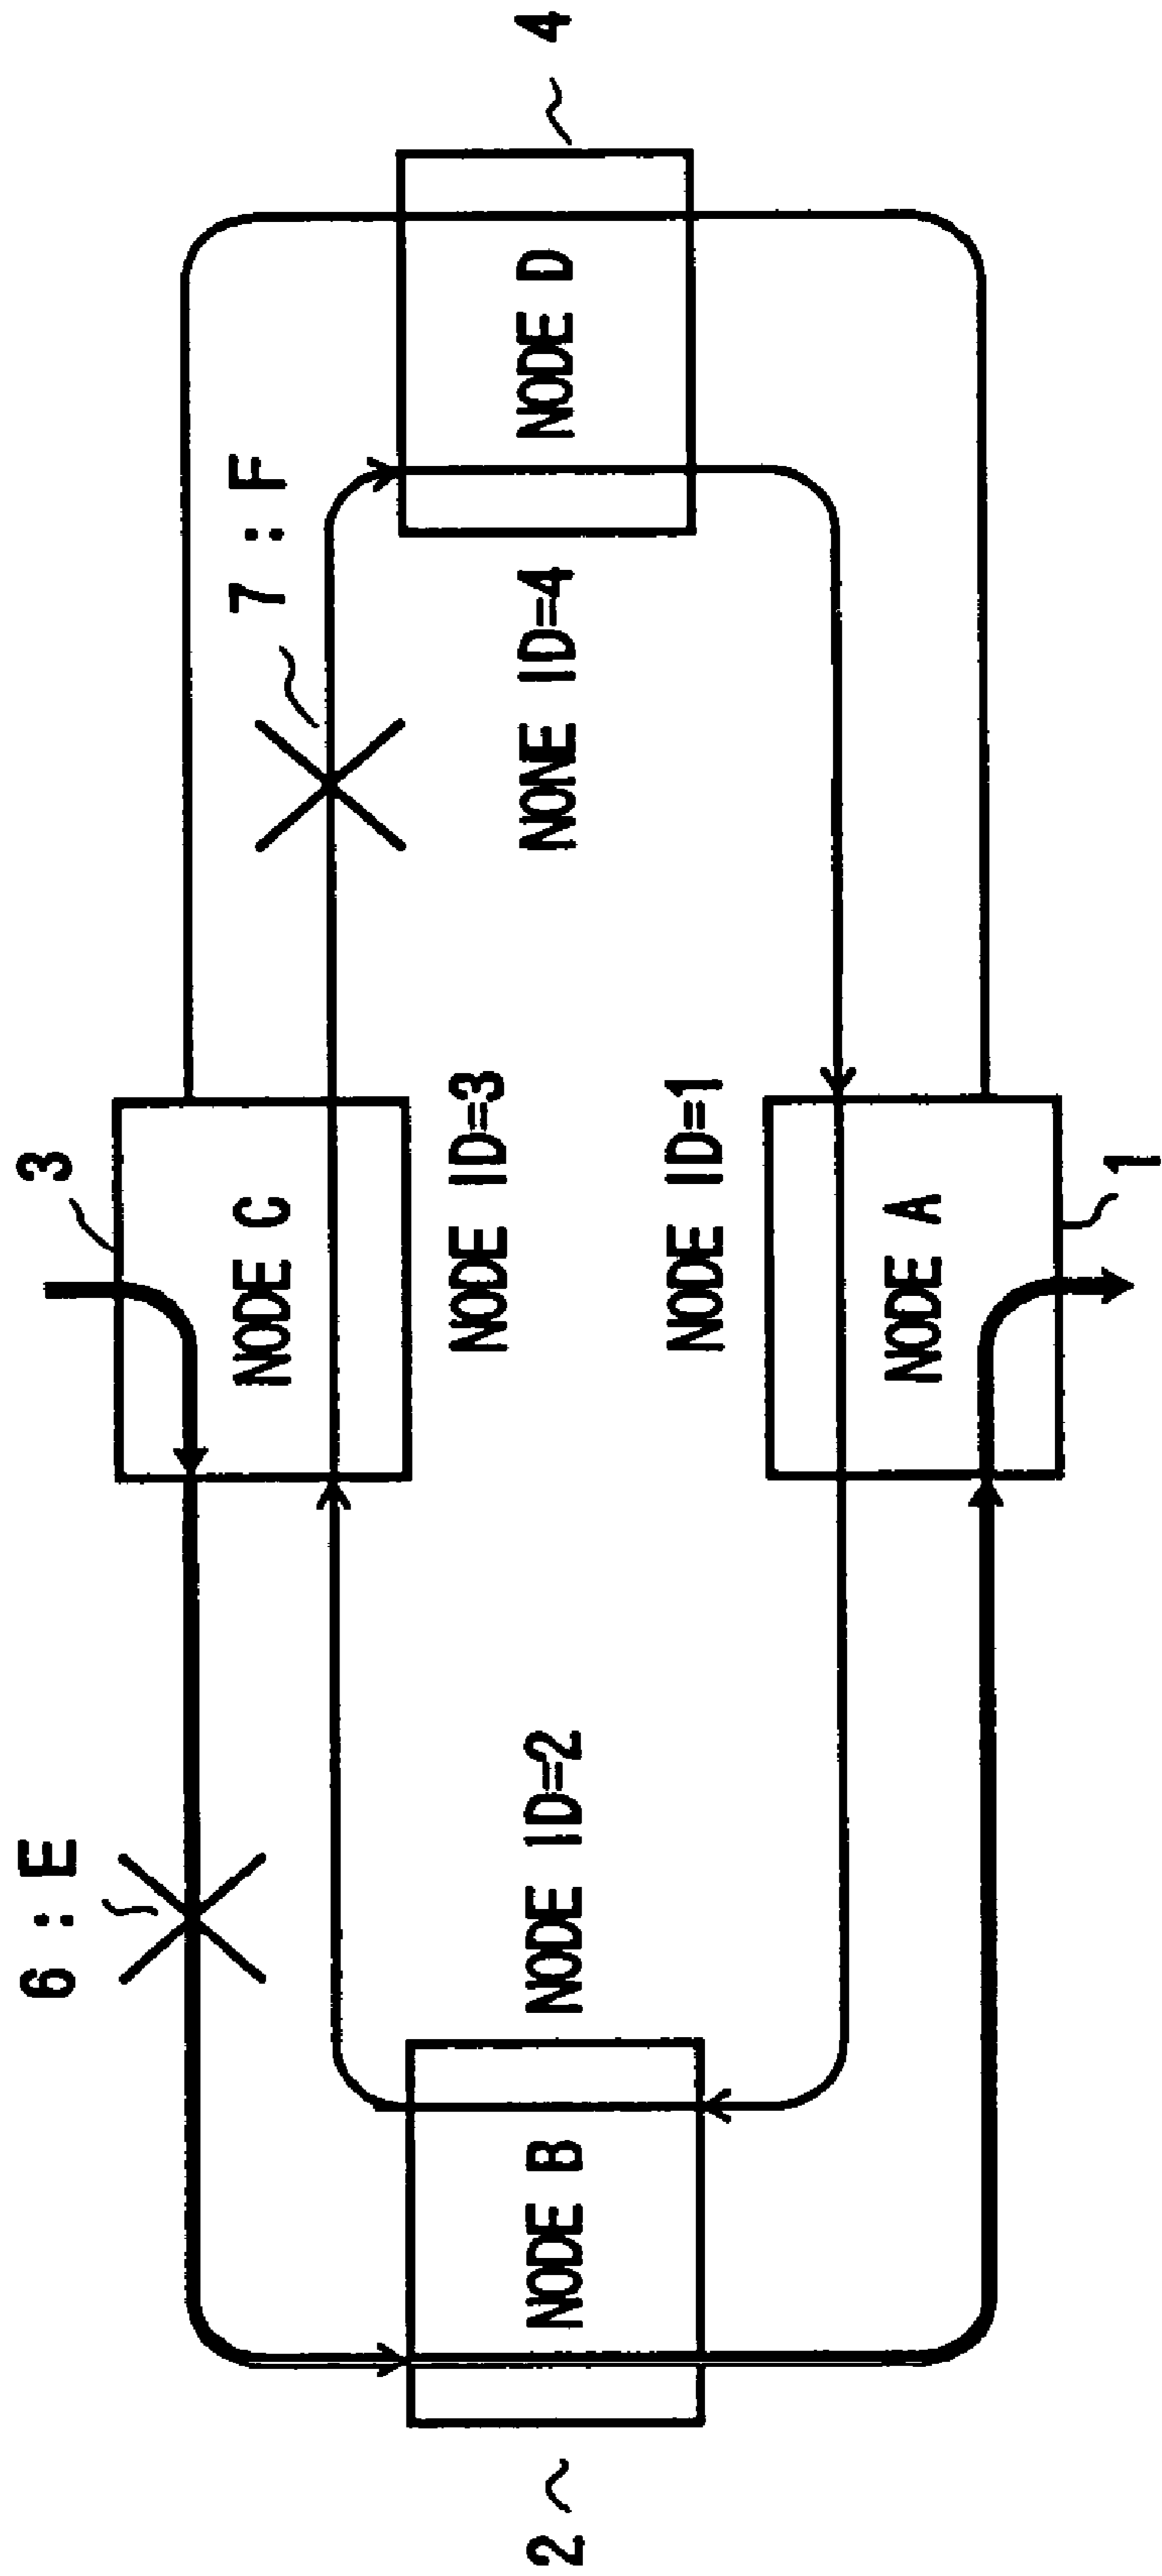 6 : E
3
NODE C
7 : F
NODE ID=3
2
NODE B
NODE ID=2
NONE ID=4
NODE D
4
NODE ID=1
NODE A
1